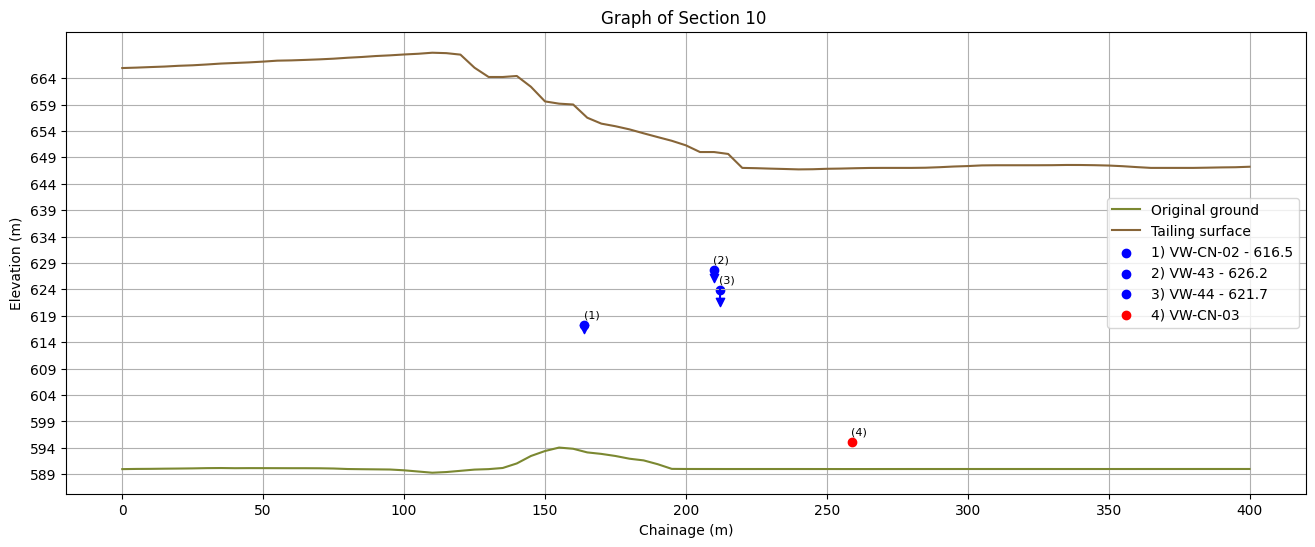 Graph of Section 10
Elevation (m)
664
659
654
649
644
639
634
629
624
619
614
609
604
599
594
589
(1)
(2)
(3)
(4)
Original ground
Tailing surface
1) VW-CN-02 - 616.5
2) VW-43 - 626.2
3) VW-44 - 621.7
4) VW-CN-03
0 50 100 150 200 250 300 350 400
Chainage (m)